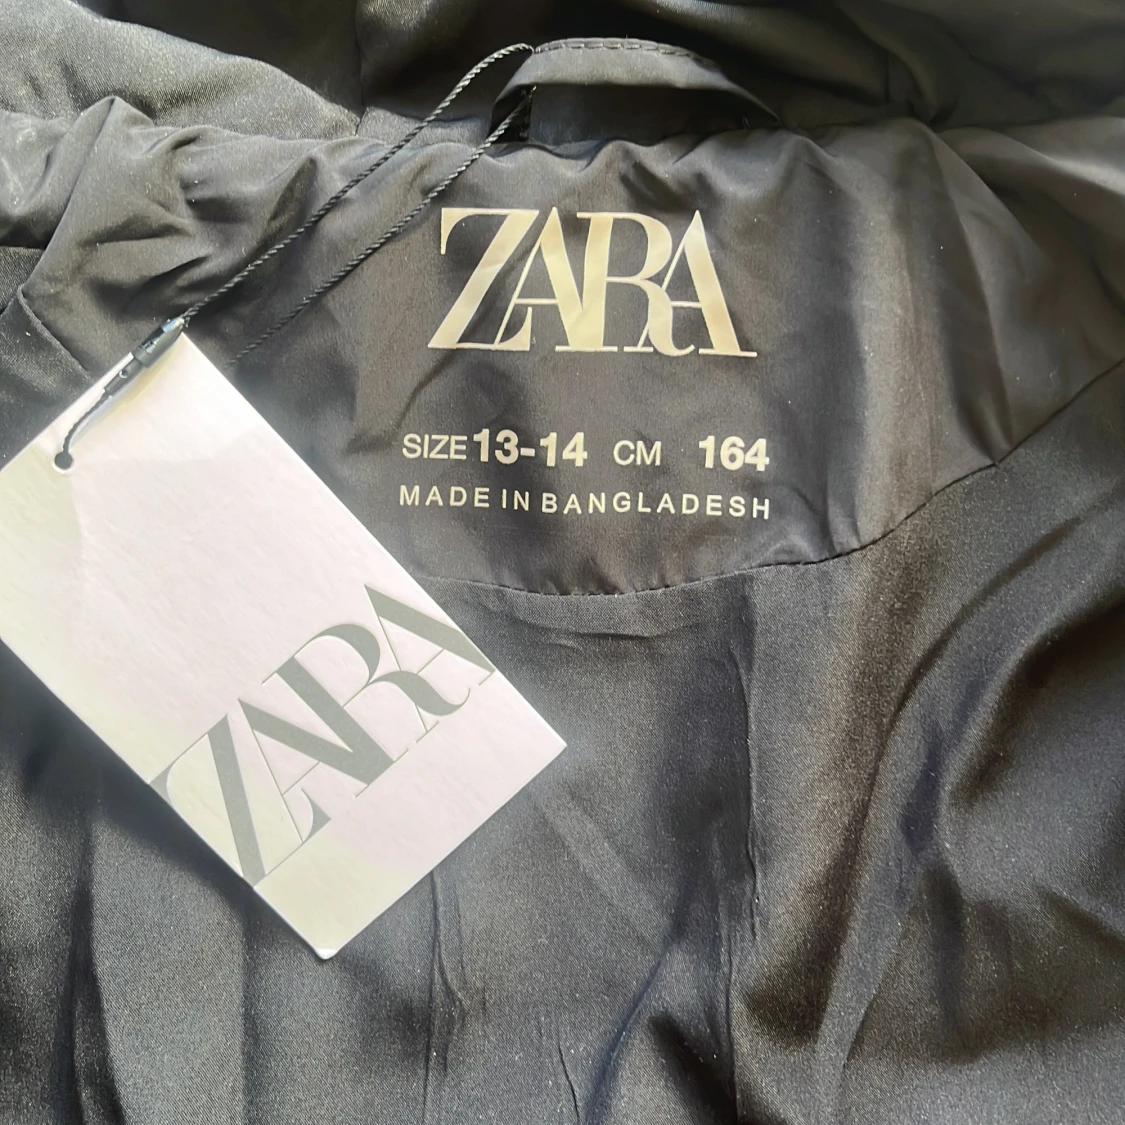 ZARA
SIZE 13-14 CM 164
MADE IN BANGLADESH
ZARA